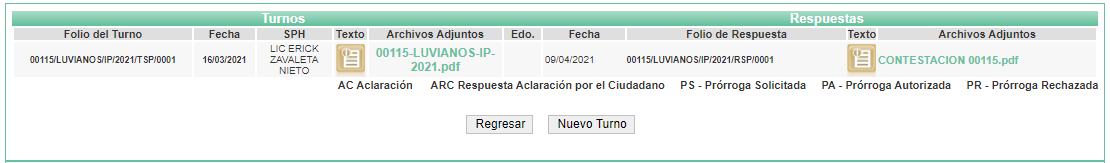 Turnos Respuestas
Folio del Turno Fecha SPH Texto Archivos Adjuntos Edo. Fecha Folio de Respuesta Texto Archivos Adjuntos
00115/LUVIANOS/IP/2021/TSP/0001 16/03/2021 LIC ERICK ZAVALETA NIETO 00115-LUVIANOS-IP-2021.pdf 09/04/2021 00115/LUVIANOS/IP/2021/RSP/0001 CONTESTACION 00115.pdf
AC Aclaración ARC Respuesta Aclaración por el Ciudadano PS - Prórroga Solicitada PA - Prórroga Autorizada PR - Prórroga Rechazada
Regresar Nuevo Turno